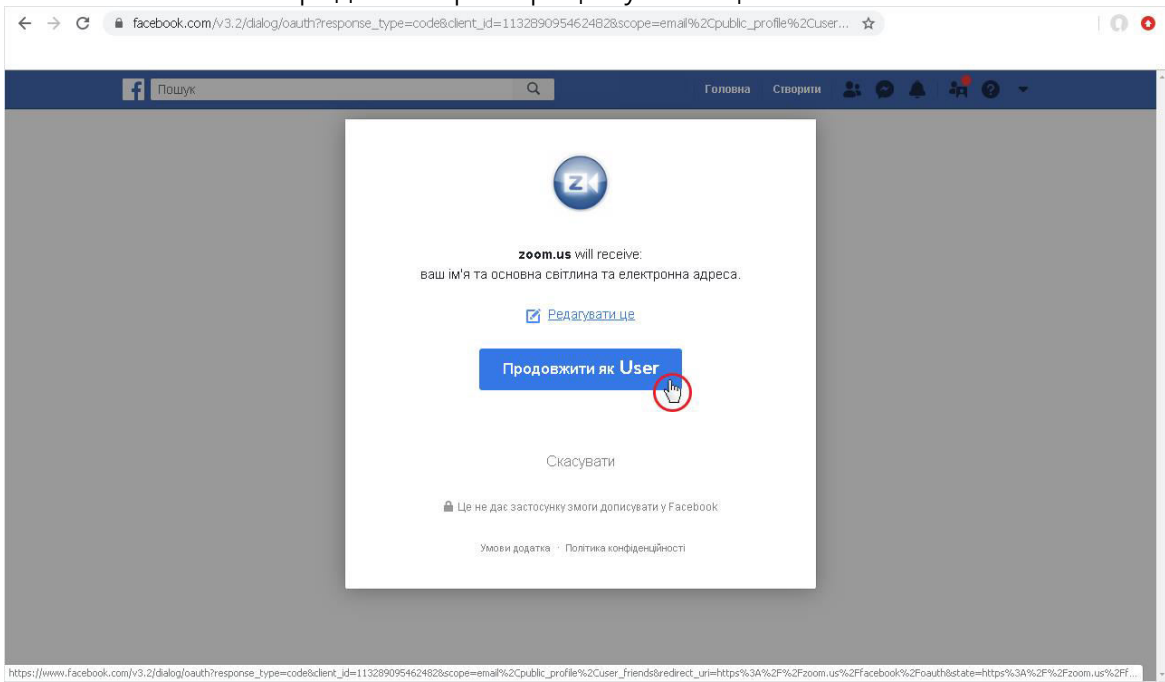 facebook.com/v3.2/dialog/oauth?response_type=code&client_id=113289095462482&scope=email%2Cpublic_profile%2Cuser...
Пошук
Головна Створити
z
zoom.us will receive:
ваш ім'я та основна світлина та електронна адреса.
Редагувати це
Продовжити як User
Скасувати
Це не дає застосунку змоги дописувати у Facebook
Умови додатка · Політика конфіденційності
https://www.facebook.com/v3.2/dialog/oauth?response_type=code&client_id=113289095462482&scope=email%2Cpublic_profile%2Cuser_friends&redirect_uri=https%3A%2F%2Fzoom.us%2Ffacebook%2Foauth&state=https%3A%2F%2Fzoom.us%2Ff...